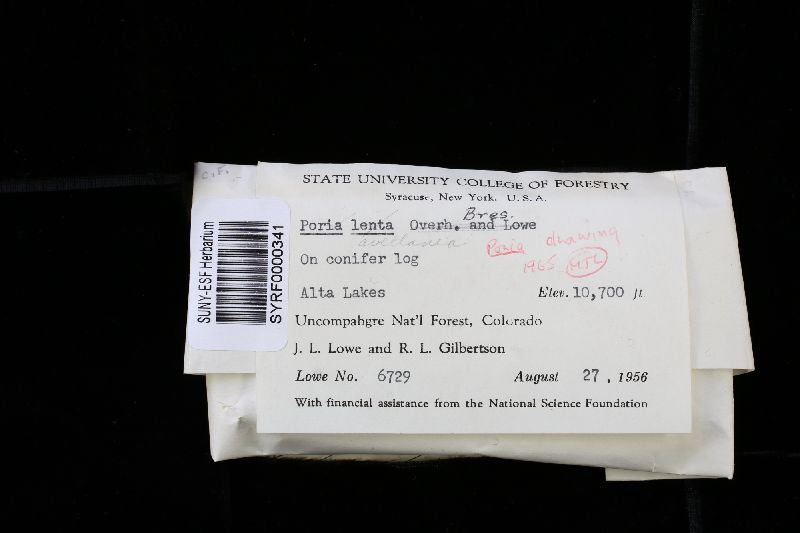 C.F.
STATE UNIVERSITY COLLEGE OF FORESTRY
Syracuse, New York. U.S.A.
Bres.
Poria lenta Overh. and Lowe
avellanea
Poria drawing
1965 MJL
On conifer log
Alta Lakes Elev. 10,700 ft
Uncompahgre Nat'l Forest, Colorado
J. L. Lowe and R. L. Gilbertson
Lowe No. 6729 August 27, 1956
With financial assistance from the National Science Foundation
SUNY-ESF Herbarium
SYRF0000341